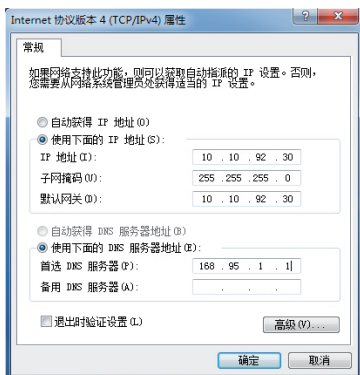 Internet 协议版本 4 (TCP/IPv4) 属性
常规
如果网络支持此功能，则可以获取自动指派的 IP 设置。否则，
您需要从网络系统管理员处获得适当的 IP 设置。
自动获得 IP 地址(O)
使用下面的 IP 地址(S):
IP 地址(I): 10 . 10 . 92 . 30
子网掩码(U): 255 . 255 . 255 . 0
默认网关(D): 10 . 10 . 92 . 30
自动获得 DNS 服务器地址(B)
使用下面的 DNS 服务器地址(E):
首选 DNS 服务器(P): 168 . 95 . 1 . 1
备用 DNS 服务器(A): . . .
退出时验证设置(L)
高级(V)...
确定 取消